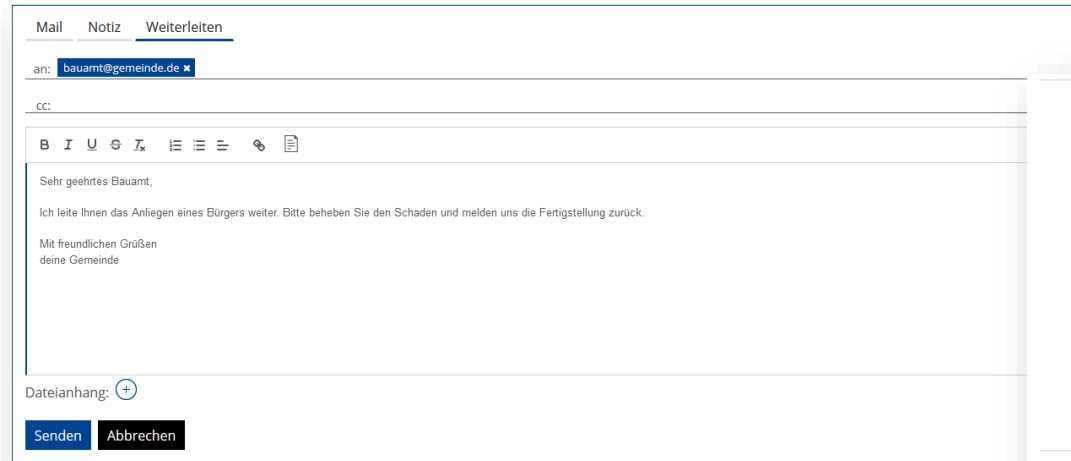 Mail Notiz Weiterleiten
an: bauamt@gemeinde.de ×
cc:
B I U S Tx
Sehr geehrtes Bauamt,
Ich leite Ihnen das Anliegen eines Bürgers weiter. Bitte beheben Sie den Schaden und melden uns die Fertigstellung zurück.
Mit freundlichen Grüßen
deine Gemeinde
Dateianhang:
Senden Abbrechen